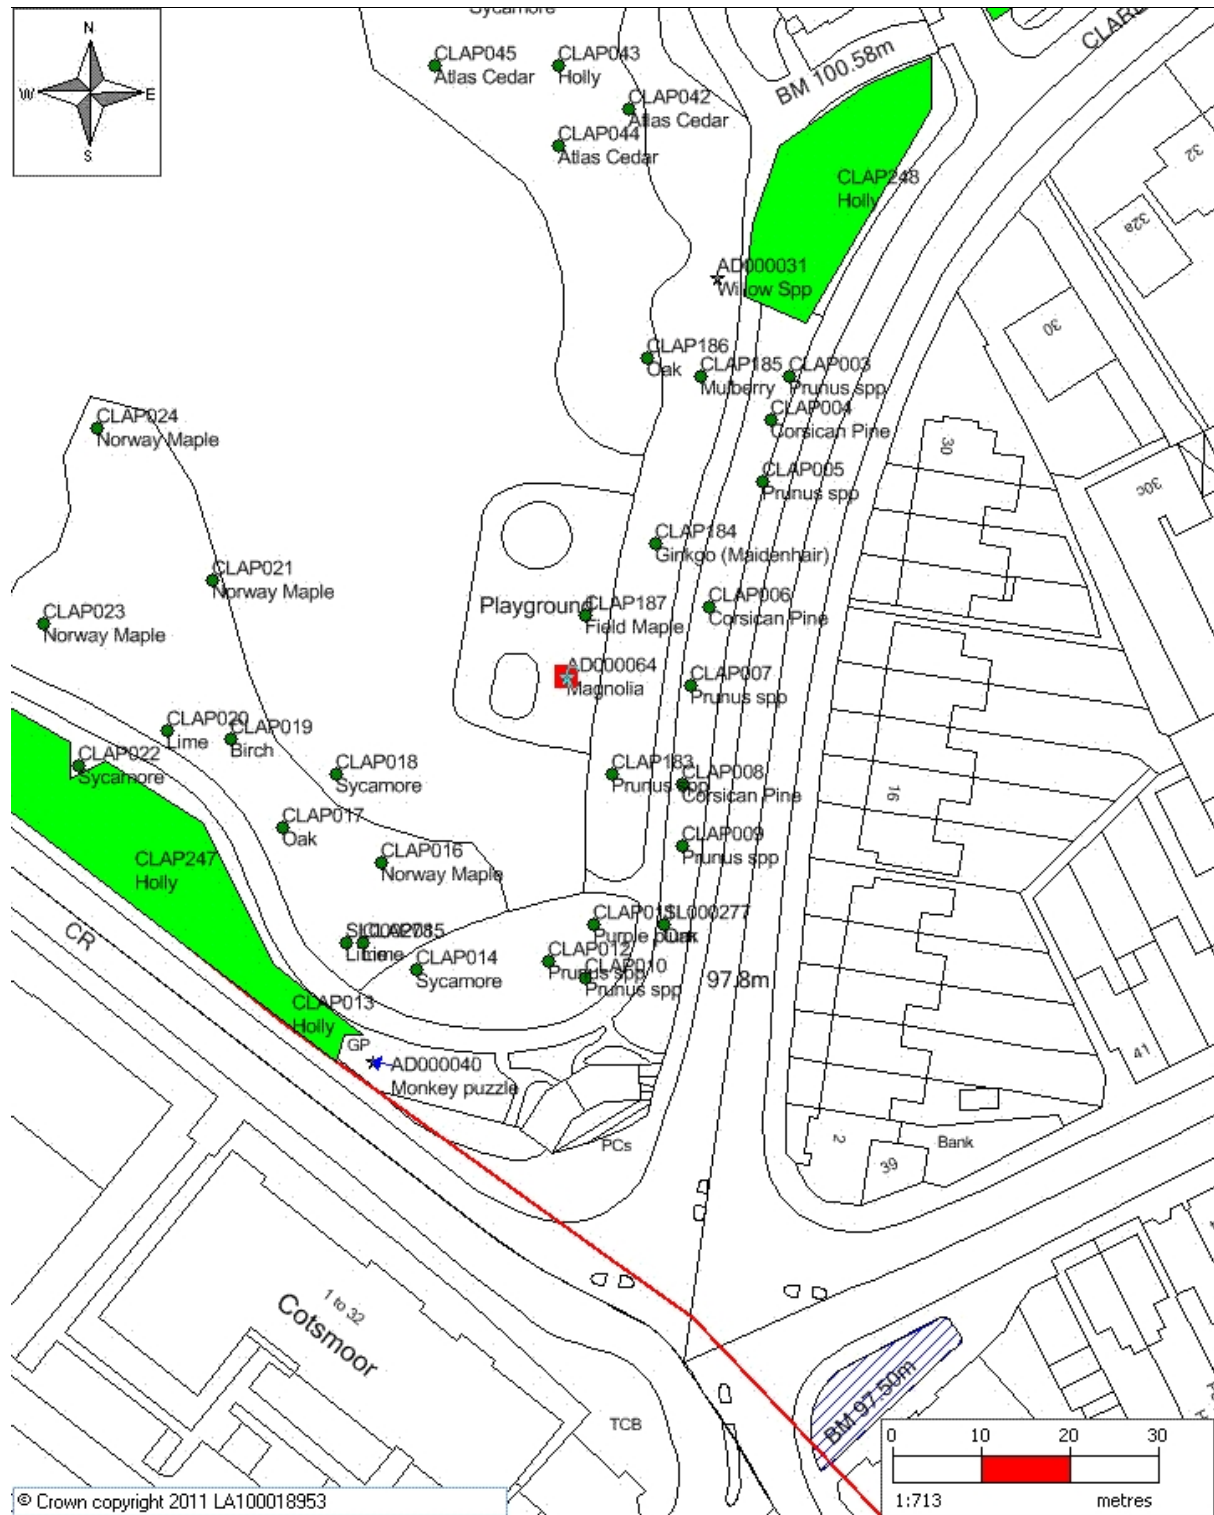 Sycamore
N
W
E
S
CLAP045
Atlas Cedar
CLAP043
Holly
CLAP042
Atlas Cedar
CLAP044
Atlas Cedar
BM 100.58m
32
32a
CLAP248
Holly
AD000031
Willow Spp
30
CLAP186
Oak
CLAP185
Mulberry
CLAP003
Prunus spp
CLAP004
Corsican Pine
CLAP024
Norway Maple
30
CLAP005
Prunus spp
30c
CLAP184
Ginkgo (Maidenhair)
CLAP021
Norway Maple
CLAP023
Norway Maple
Playground
CLAP187
Field Maple
CLAP006
Corsican Pine
AD000064
Magnolia
CLAP007
Prunus spp
CLAP020
Lime
CLAP019
Birch
CLAP022
Sycamore
CLAP018
Sycamore
CLAP183
Prunus spp
CLAP008
Corsican Pine
16
CLAP017
Oak
CLAP016
Norway Maple
CLAP009
Prunus spp
CLAP247
Holly
CR
Lime
CLAP014
Sycamore
CLAP012
Prunus spp
CLAP010
Prunus spp
SL000277
Oak
97.8m
CLAP013
Holly
GP
AD000040
Monkey puzzle
41
2
39
Bank
PCs
1 to 32
Cotsmoor
TCB
BM 97.50m
0 10 20 30
1:713 metres
© Crown copyright 2011 LA100018953